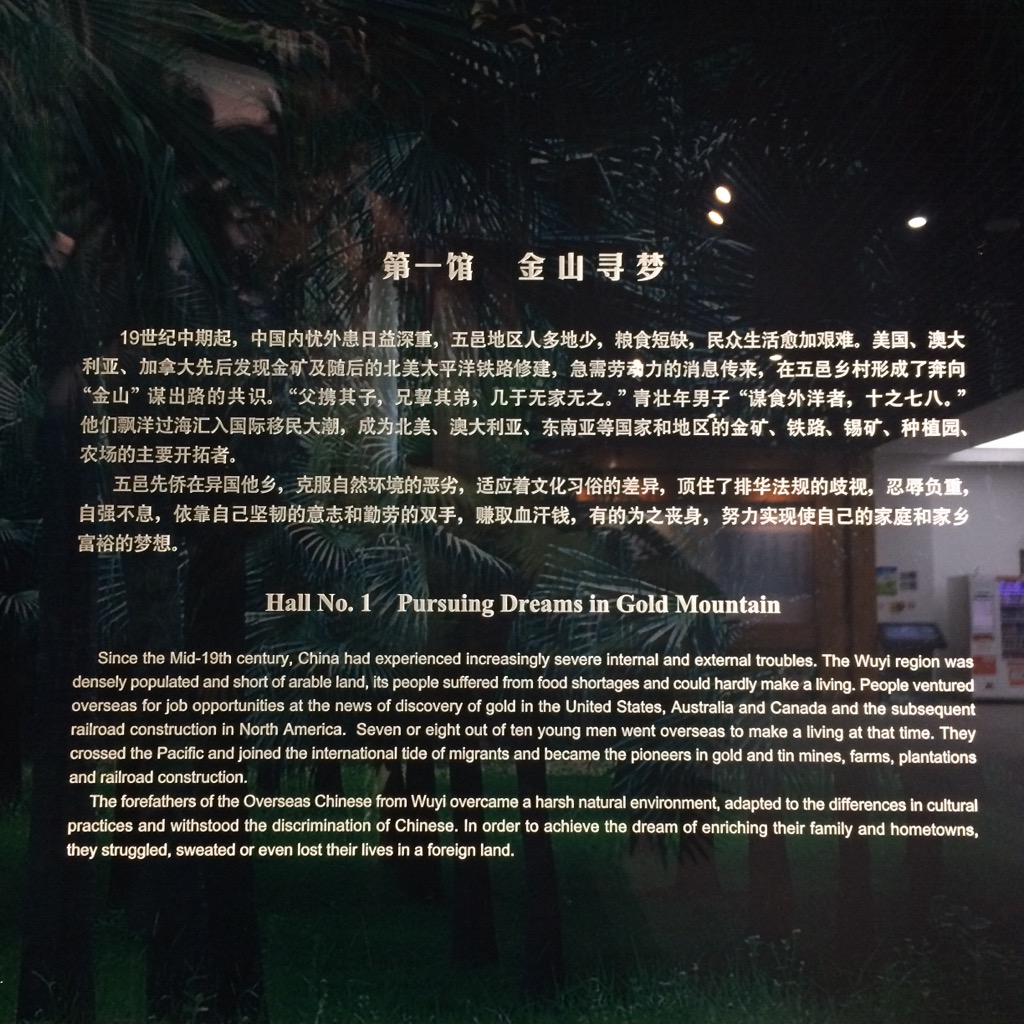 第一馆 金山寻梦
19世纪中期起，中国内忧外患日益深重，五邑地区人多地少，粮食短缺，民众生活愈加艰难。美国、澳大
利亚、加拿大先后发现金矿及随后的北美太平洋铁路修建，急需劳动力的消息传来，在五邑乡村形成了奔向
“金山”谋出路的共识。“父携其子，兄挈其弟，几于无家无之。”青壮年男子“谋食外洋者，十之七八。”
他们飘洋过海汇入国际移民大潮，成为北美、澳大利亚、东南亚等国家和地区的金矿、铁路、锡矿、种植园、
农场的主要开拓者。
五邑先侨在异国他乡，克服自然环境的恶劣，适应着文化习俗的差异，顶住了排华法规的歧视，忍辱负重，
自强不息，依靠自己坚韧的意志和勤劳的双手，赚取血汗钱，有的为之丧身，努力实现使自己的家庭和家乡
富裕的梦想。
Hall No. 1 Pursuing Dreams in Gold Mountain
Since the Mid-19th century, China had experienced increasingly severe internal and external troubles. The Wuyi region was
densely populated and short of arable land, its people suffered from food shortages and could hardly make a living. People ventured
overseas for job opportunities at the news of discovery of gold in the United States, Australia and Canada and the subsequent
railroad construction in North America. Seven or eight out of ten young men went overseas to make a living at that time. They
crossed the Pacific and joined the international tide of migrants and became the pioneers in gold and tin mines, farms, plantations
and railroad construction.
The forefathers of the Overseas Chinese from Wuyi overcame a harsh natural environment, adapted to the differences in cultural
practices and withstood the discrimination of Chinese. In order to achieve the dream of enriching their family and hometowns,
they struggled, sweated or even lost their lives in a foreign land.